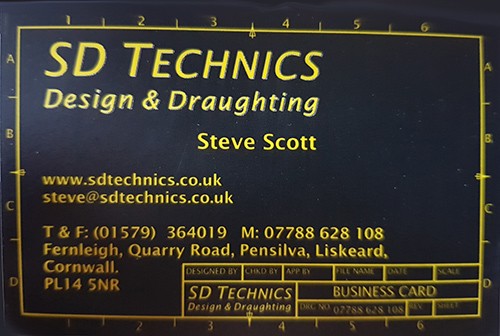 1 2 3 4 5 6
A A
SD TECHNICS
Design & Draughting
B B
Steve Scott
www.sdtechnics.co.uk
steve@sdtechnics.co.uk
C C
T & F: (01579) 364019 M: 07788 628 108
Fernleigh, Quarry Road, Pensilva, Liskeard,
Cornwall.
PL14 5NR
D D
DESIGNED BY CHKD BY APP BY FILE NAME DATE SCALE
SD TECHNICS
Design & Draughting
BUSINESS CARD
DRG NO 07788 628 108 REV. SHEET
1 2 3 4 5 6